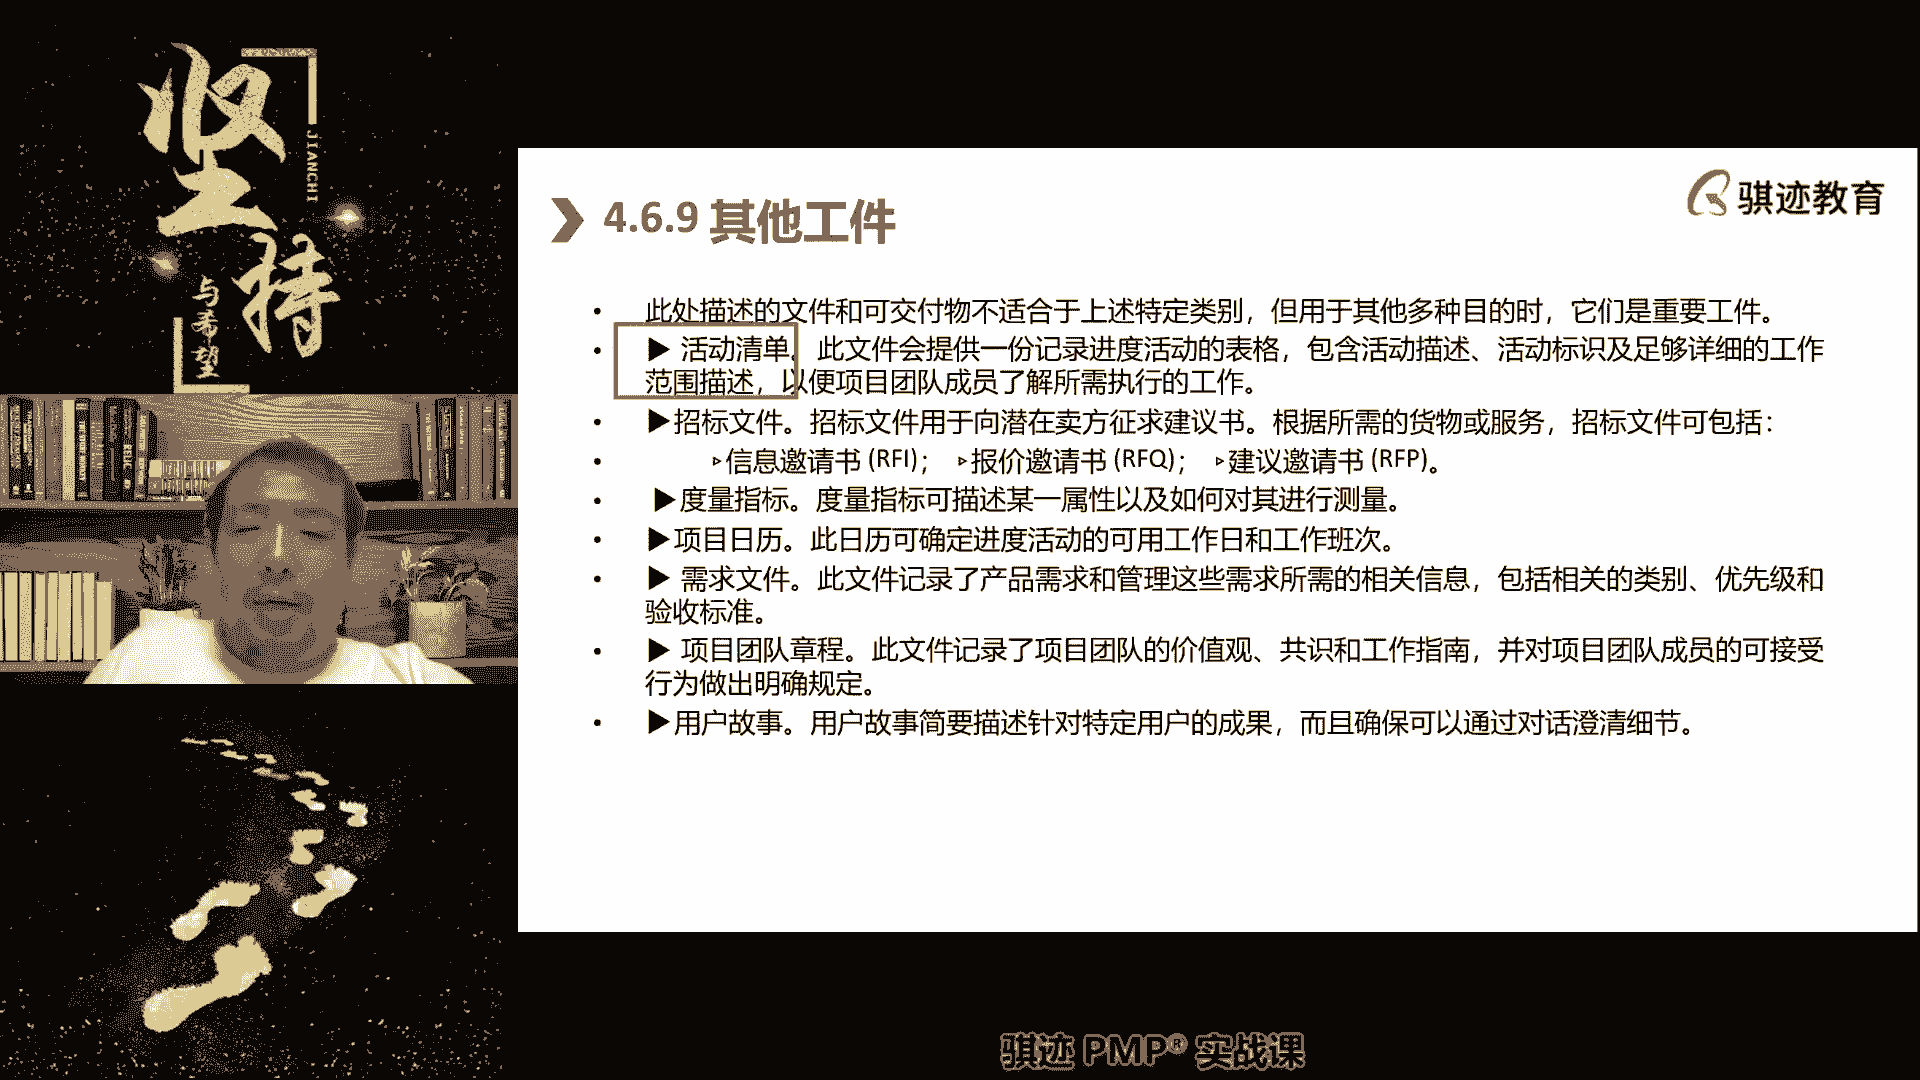 坚持
JIANCHI
与希望
骐迹教育
4.6.9 其他工件
• 此处描述的文件和可交付物不适合于上述特定类别，但用于其他多种目的时，它们是重要工件。
• ▶ 活动清单。此文件会提供一份记录进度活动的表格，包含活动描述、活动标识及足够详细的工作
范围描述，以便项目团队成员了解所需执行的工作。
• ▶招标文件。招标文件用于向潜在卖方征求建议书。根据所需的货物或服务，招标文件可包括：
• ▹信息邀请书 (RFI)； ▹报价邀请书 (RFQ)； ▹建议邀请书 (RFP)。
• ▶度量指标。度量指标可描述某一属性以及如何对其进行测量。
• ▶项目日历。此日历可确定进度活动的可用工作日和工作班次。
• ▶ 需求文件。此文件记录了产品需求和管理这些需求所需的相关信息，包括相关的类别、优先级和
验收标准。
• ▶ 项目团队章程。此文件记录了项目团队的价值观、共识和工作指南，并对项目团队成员的可接受
行为做出明确规定。
• ▶用户故事。用户故事简要描述针对特定用户的成果，而且确保可以通过对话澄清细节。
骐迹 PMP® 实战课